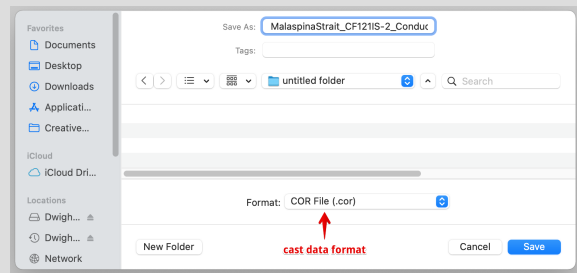 Favorites
Documents
Desktop
Downloads
Applicati...
Creative...
iCloud
iCloud Dri...
Locations
Dwigh...
Dwigh...
Network
Save As: MalaspinaStrait_CF121IS-2_Conduc
Tags:
untitled folder
Search
Format: COR File (.cor)
cast data format
New Folder
Cancel
Save